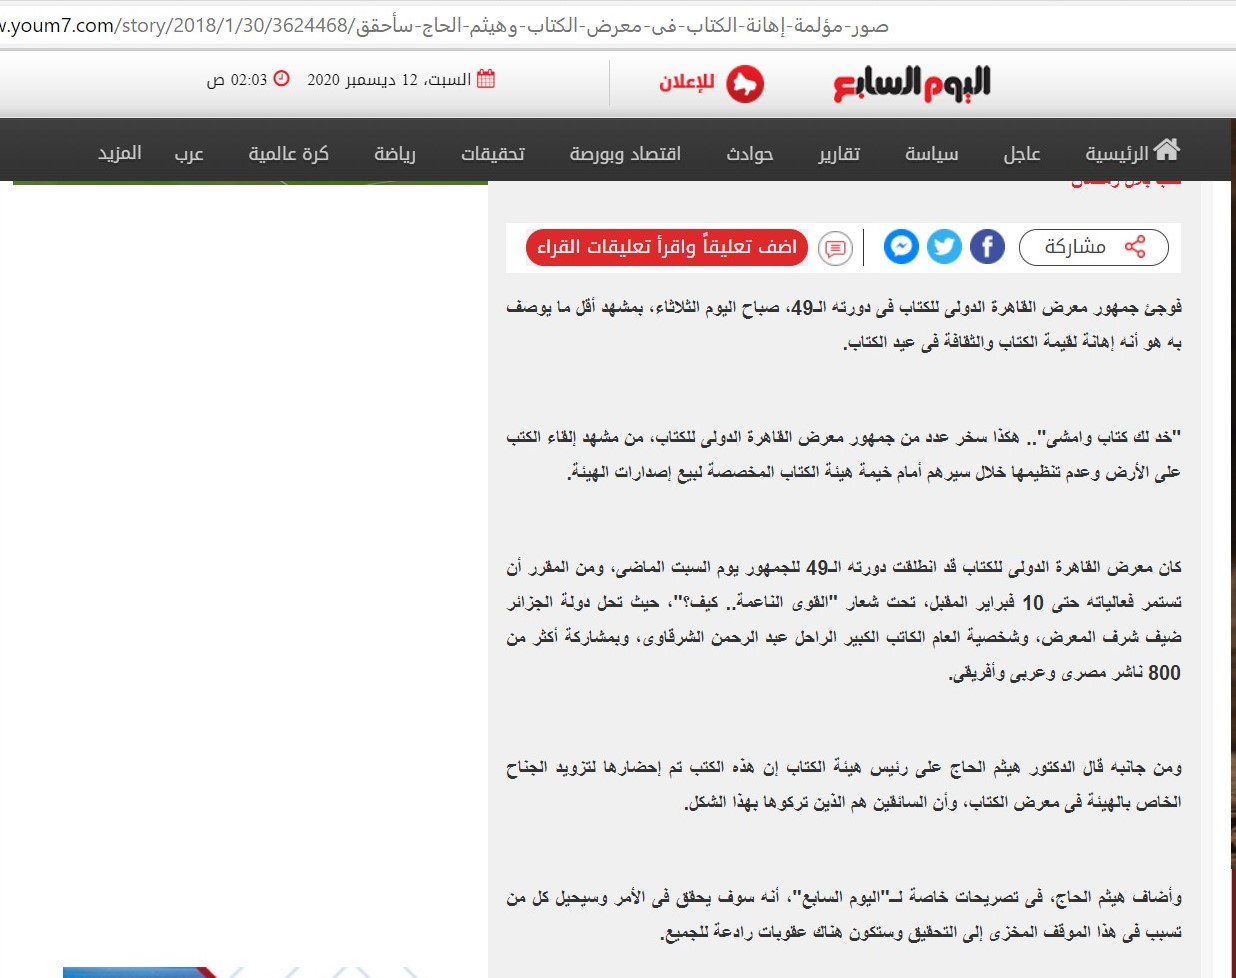 w.youm7.com/story/2018/1/30/3624468/صور-مؤلمة-إهانة-الكتاب-فى-معرض-الكتاب-وهيثم-الحاج-سأحقق
اليوم السابع
للإعلان
السبت، 12 ديسمبر 2020
02:03 ص
الرئيسية عاجل سياسة تقارير حوادث اقتصاد وبورصة تحقيقات رياضة كرة عالمية عرب المزيد
مشاركة
اضف تعليقاً واقرأ تعليقات القراء
فوجئ جمهور معرض القاهرة الدولى للكتاب فى دورته الـ49، صباح اليوم الثلاثاء، بمشهد أقل ما يوصف
به هو أنه إهانة لقيمة الكتاب والثقافة فى عيد الكتاب.
"خد لك كتاب وامشى".. هكذا سخر عدد من جمهور معرض القاهرة الدولى للكتاب، من مشهد إلقاء الكتب
على الأرض وعدم تنظيمها خلال سيرهم أمام خيمة هيئة الكتاب المخصصة لبيع إصدارات الهيئة.
كان معرض القاهرة الدولى للكتاب قد انطلقت دورته الـ49 للجمهور يوم السبت الماضى، ومن المقرر أن
تستمر فعالياته حتى 10 فبراير المقبل، تحت شعار "القوى الناعمة.. كيف؟"، حيث تحل دولة الجزائر
ضيف شرف المعرض، وشخصية العام الكاتب الكبير الراحل عبد الرحمن الشرقاوى، وبمشاركة أكثر من
800 ناشر مصرى وعربى وأفريقى.
ومن جانبه قال الدكتور هيثم الحاج على رئيس هيئة الكتاب إن هذه الكتب تم إحضارها لتزويد الجناح
الخاص بالهيئة فى معرض الكتاب، وأن السائقين هم الذين تركوها بهذا الشكل.
وأضاف هيثم الحاج، فى تصريحات خاصة لــ"اليوم السابع"، أنه سوف يحقق فى الأمر وسيحيل كل من
تسبب فى هذا الموقف المخزى إلى التحقيق وستكون هناك عقوبات رادعة للجميع.